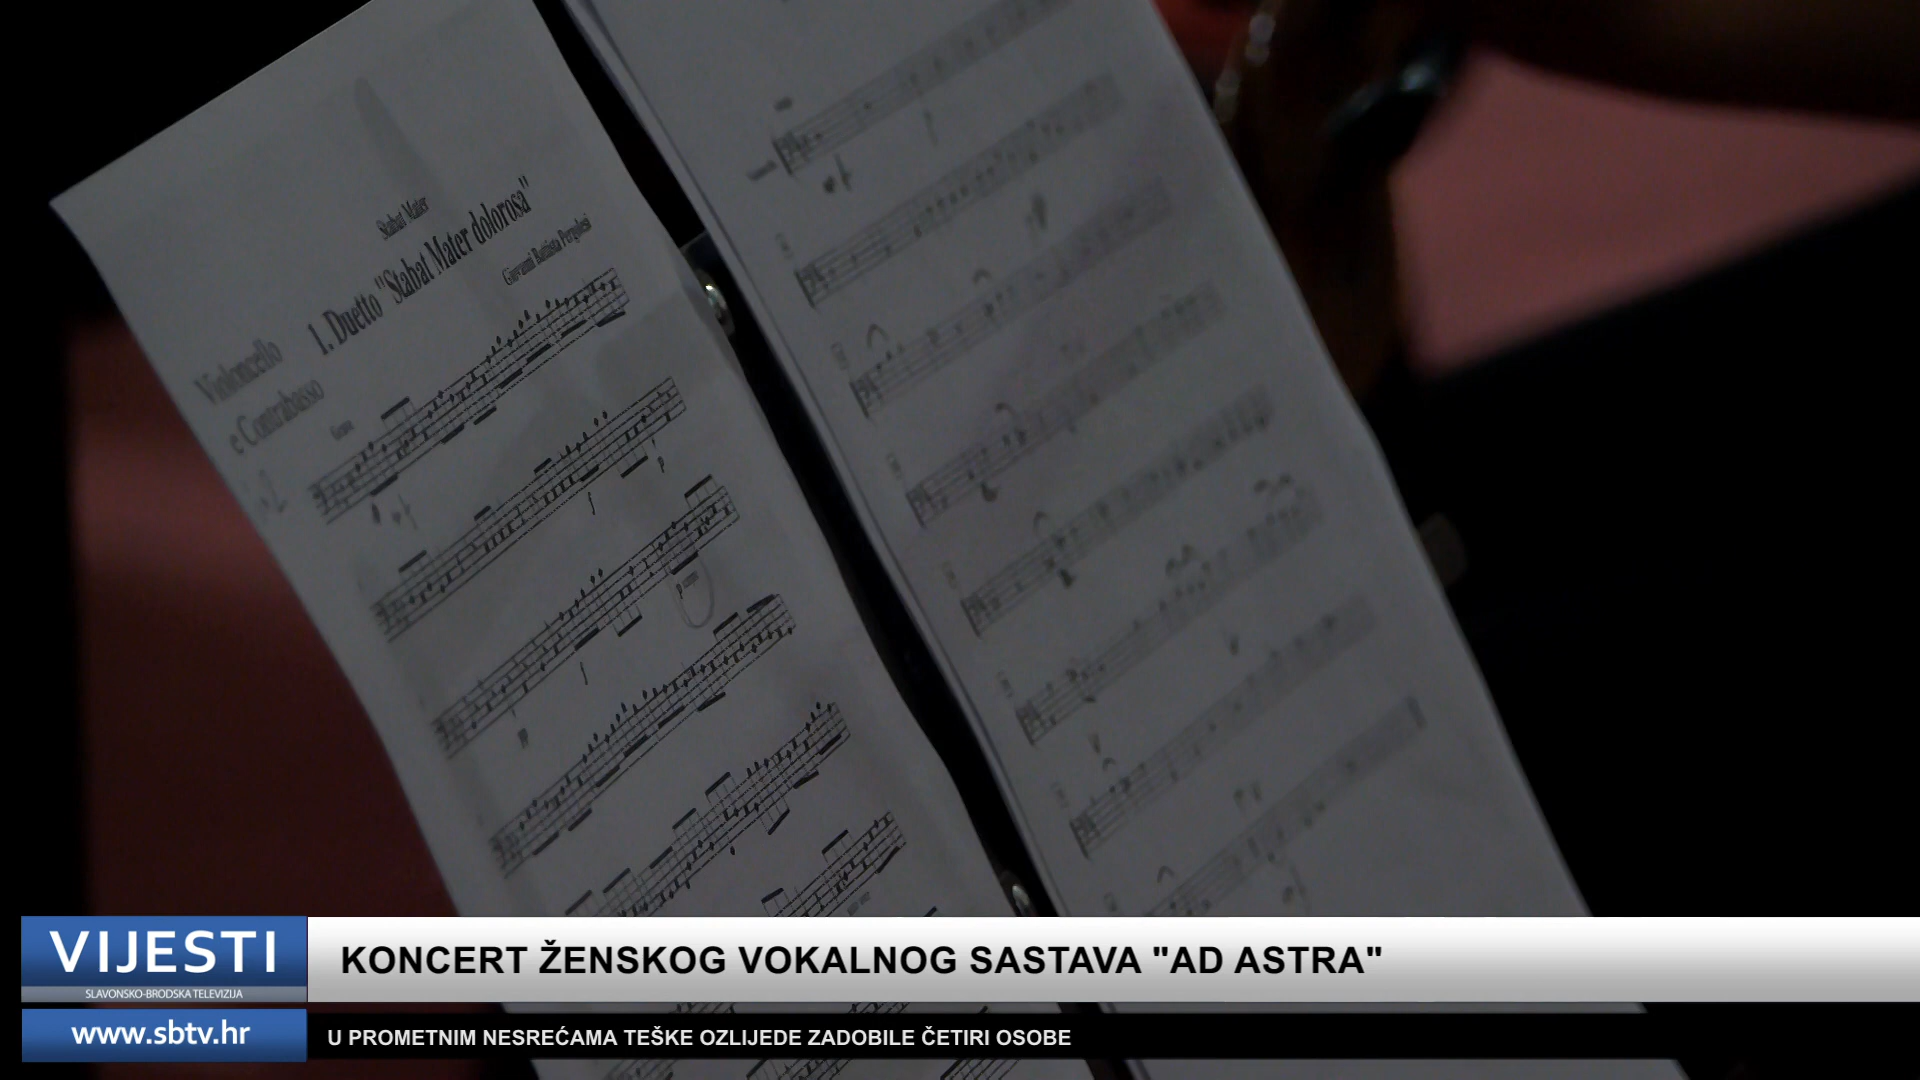 Stabat Mater
1. Duetto "Stabat Mater dolorosa"
Giovanni Battista Pergolesi
Violoncello
e Contrabasso
Grave
VIJESTI
SLAVONSKO-BRODSKA TELEVIZIJA
KONCERT ŽENSKOG VOKALNOG SASTAVA "AD ASTRA"
www.sbtv.hr
U PROMETNIM NESREĆAMA TEŠKE OZLIJEDE ZADOBILE ČETIRI OSOBE